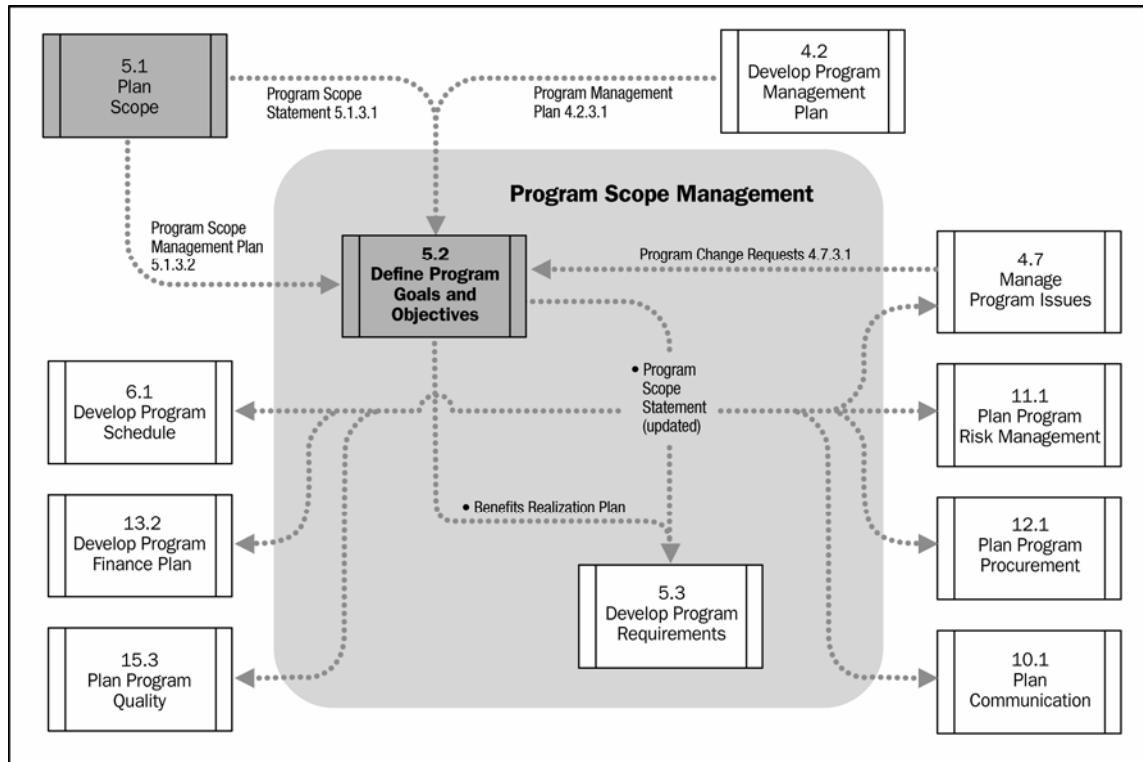 5.1
Plan
Scope
Program Scope
Statement 5.1.3.1
Program Management
Plan 4.2.3.1
4.2
Develop Program
Management
Plan
Program Scope Management
Program Scope
Management Plan
5.1.3.2
5.2
Define Program
Goals and
Objectives
Program Change Requests 4.7.3.1
4.7
Manage
Program Issues
6.1
Develop Program
Schedule
• Program
Scope
Statement
(updated)
11.1
Plan Program
Risk Management
13.2
Develop Program
Finance Plan
• Benefits Realization Plan
12.1
Plan Program
Procurement
5.3
Develop Program
Requirements
15.3
Plan Program
Quality
10.1
Plan
Communication